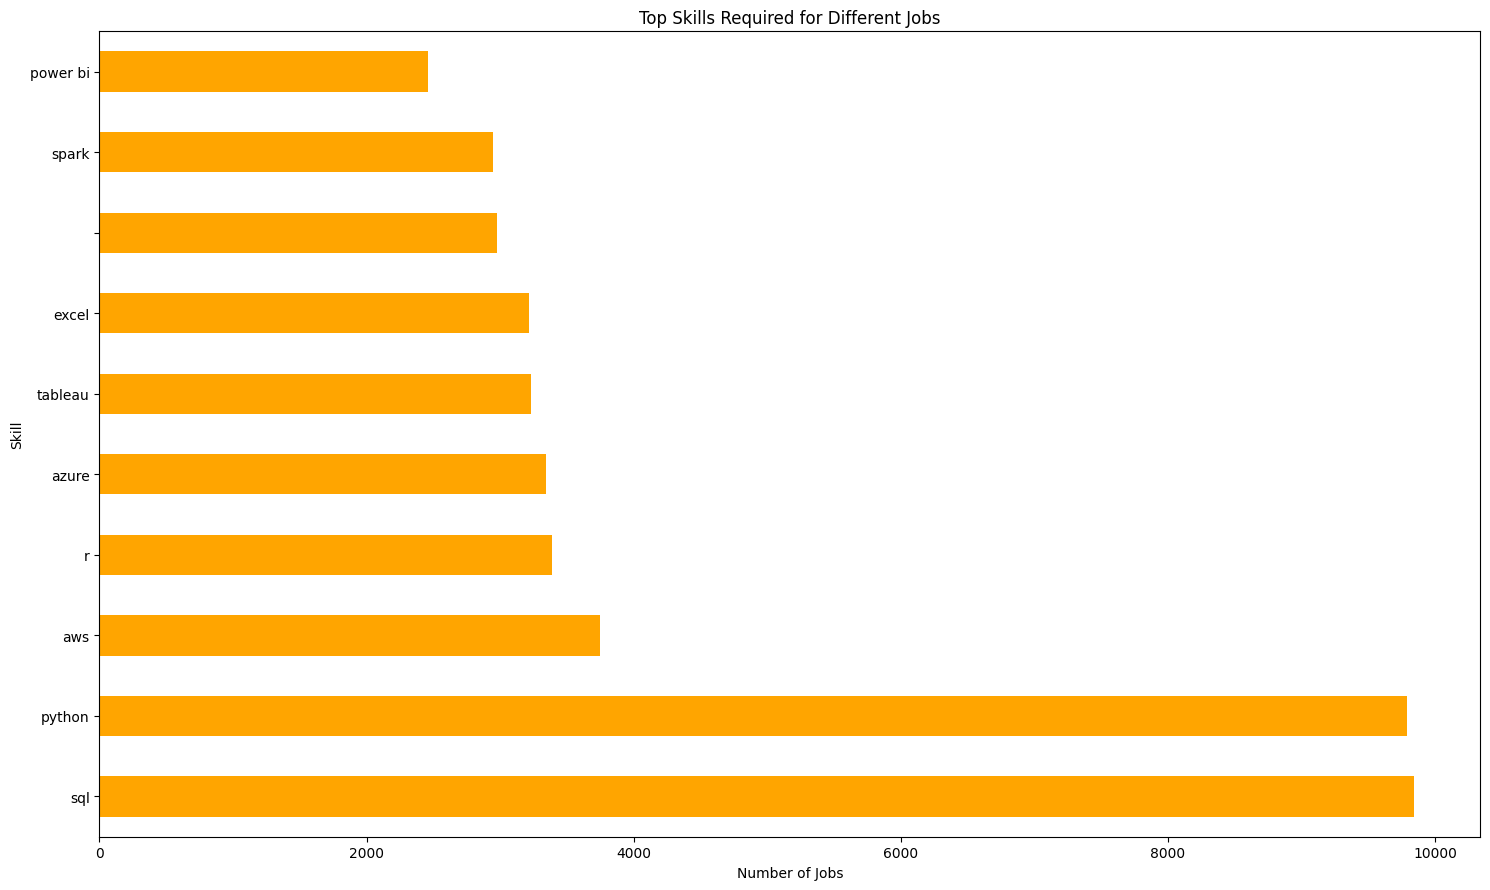 Top Skills Required for Different Jobs
power bi
spark
excel
tableau
azure
r
aws
python
sql
Skill
0 2000 4000 6000 8000 10000
Number of Jobs